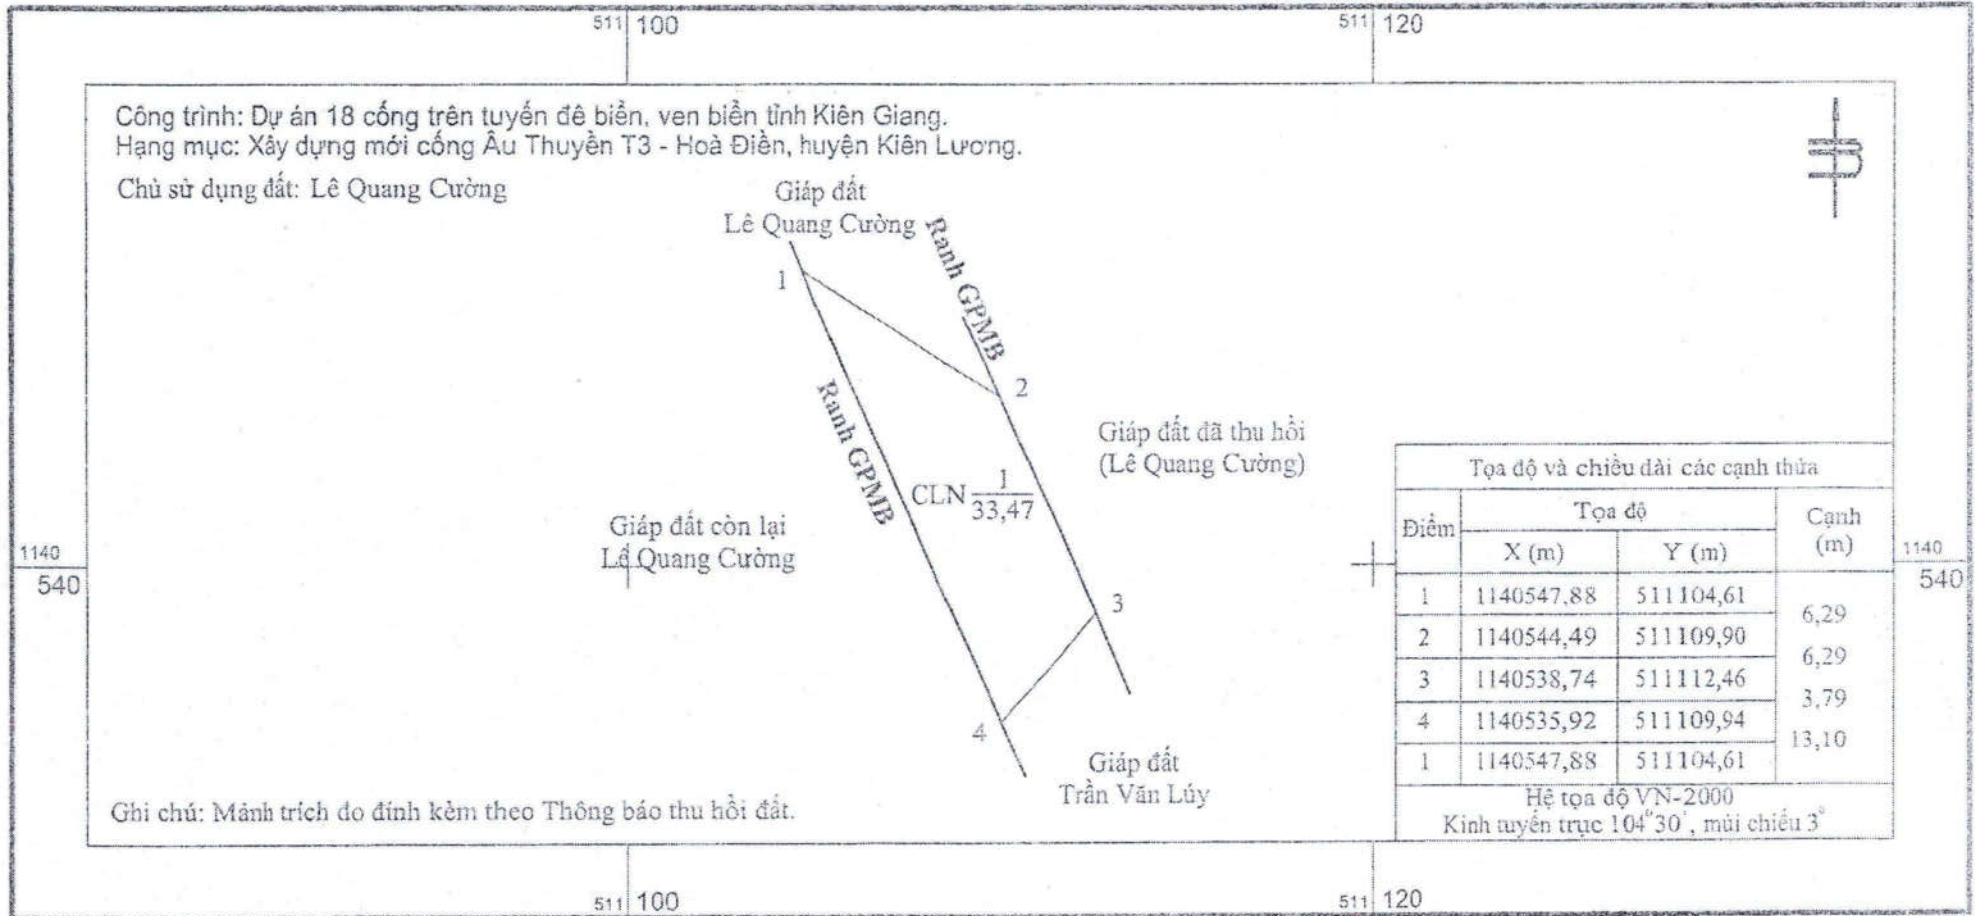 511 100
511 120
Công trình: Dự án 18 cống trên tuyến đê biển, ven biển tỉnh Kiên Giang.
Hạng mục: Xây dựng mới cống Âu Thuyền T3 - Hoà Điền, huyện Kiên Lương.
Chủ sử dụng đất: Lê Quang Cường
Giáp đất
Lê Quang Cường
Ranh GPMB
1
2
Ranh GPMB
Giáp đất đã thu hồi
(Lê Quang Cường)
CLN 1
33,47
Giáp đất còn lại
Lê Quang Cường
1140
540
1140
540
3
4
Giáp đất
Trần Văn Lúy
Tọa độ và chiều dài các cạnh thửa
Điểm Tọa độ Cạnh
(m)
X (m) Y (m)
1 1140547,88 511104,61
6,29
2 1140544,49 511109,90
6,29
3 1140538,74 511112,46
3,79
4 1140535,92 511109,94
13,10
1 1140547,88 511104,61
Hệ tọa độ VN-2000
Kinh tuyến trục 104°30', múi chiếu 3°
Ghi chú: Mảnh trích đo đính kèm theo Thông báo thu hồi đất.
511 100
511 120